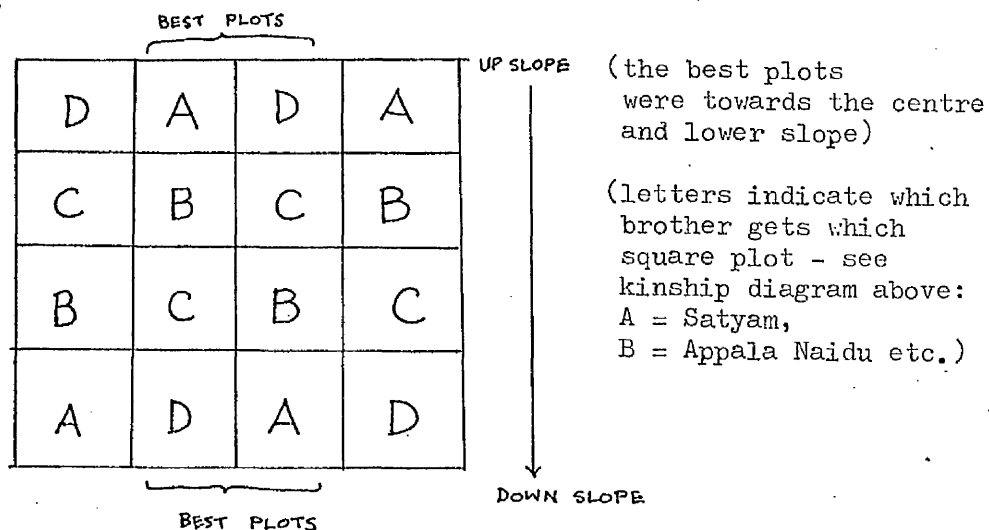 BEST PLOTS
UP SLOPE
D A D A
C B C B
B C B C
A D A D
DOWN SLOPE
BEST PLOTS
(the best plots
were towards the centre
and lower slope)
(letters indicate which
brother gets which
square plot - see
kinship diagram above:
A = Satyam,
B = Appala Naidu etc.)